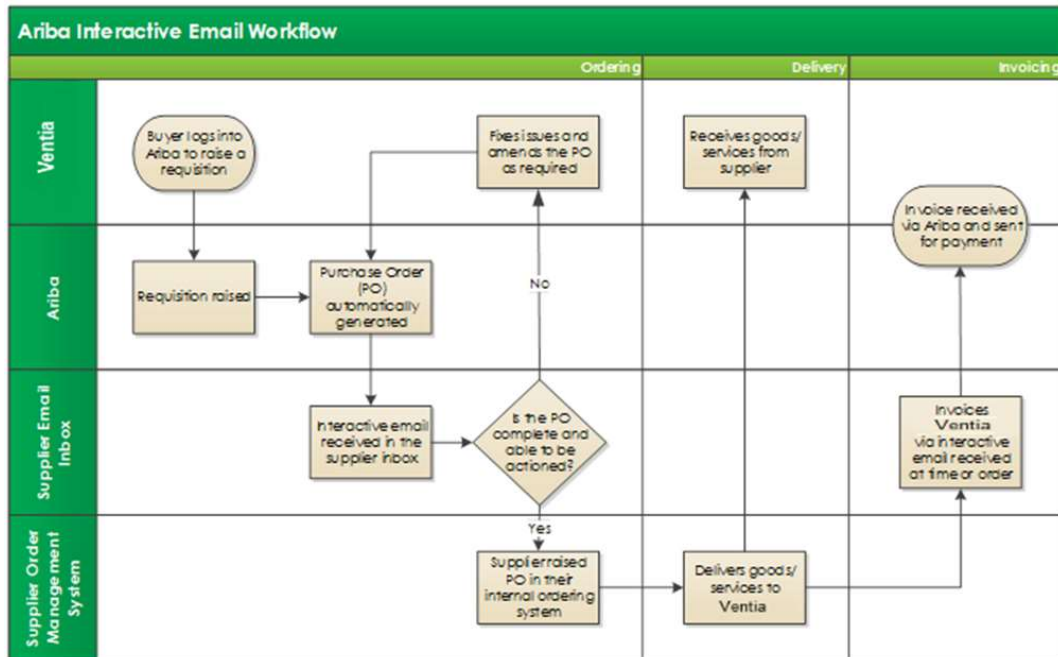 Ariba Interactive Email Workflow
Ordering
Delivery
Invoicing
Ventia
Buyer logs into
Ariba to raise a
requisition
Fixes issues and
amends the PO
as required
Receives goods/
services from
supplier
Invoice received
via Ariba and sent
for payment
Ariba
Requisition raised
Purchase Order
(PO)
automatically
generated
No
Supplier Email
Inbox
Interactive email
received in the
supplier inbox
Is the PO
complete and
able to be
actioned?
Invoices
Ventia
via interactive
email received
at time or order
Yes
Supplier Order
Management
System
Supplier raised
PO in their
internal ordering
system
Delivers goods/
services to
Ventia